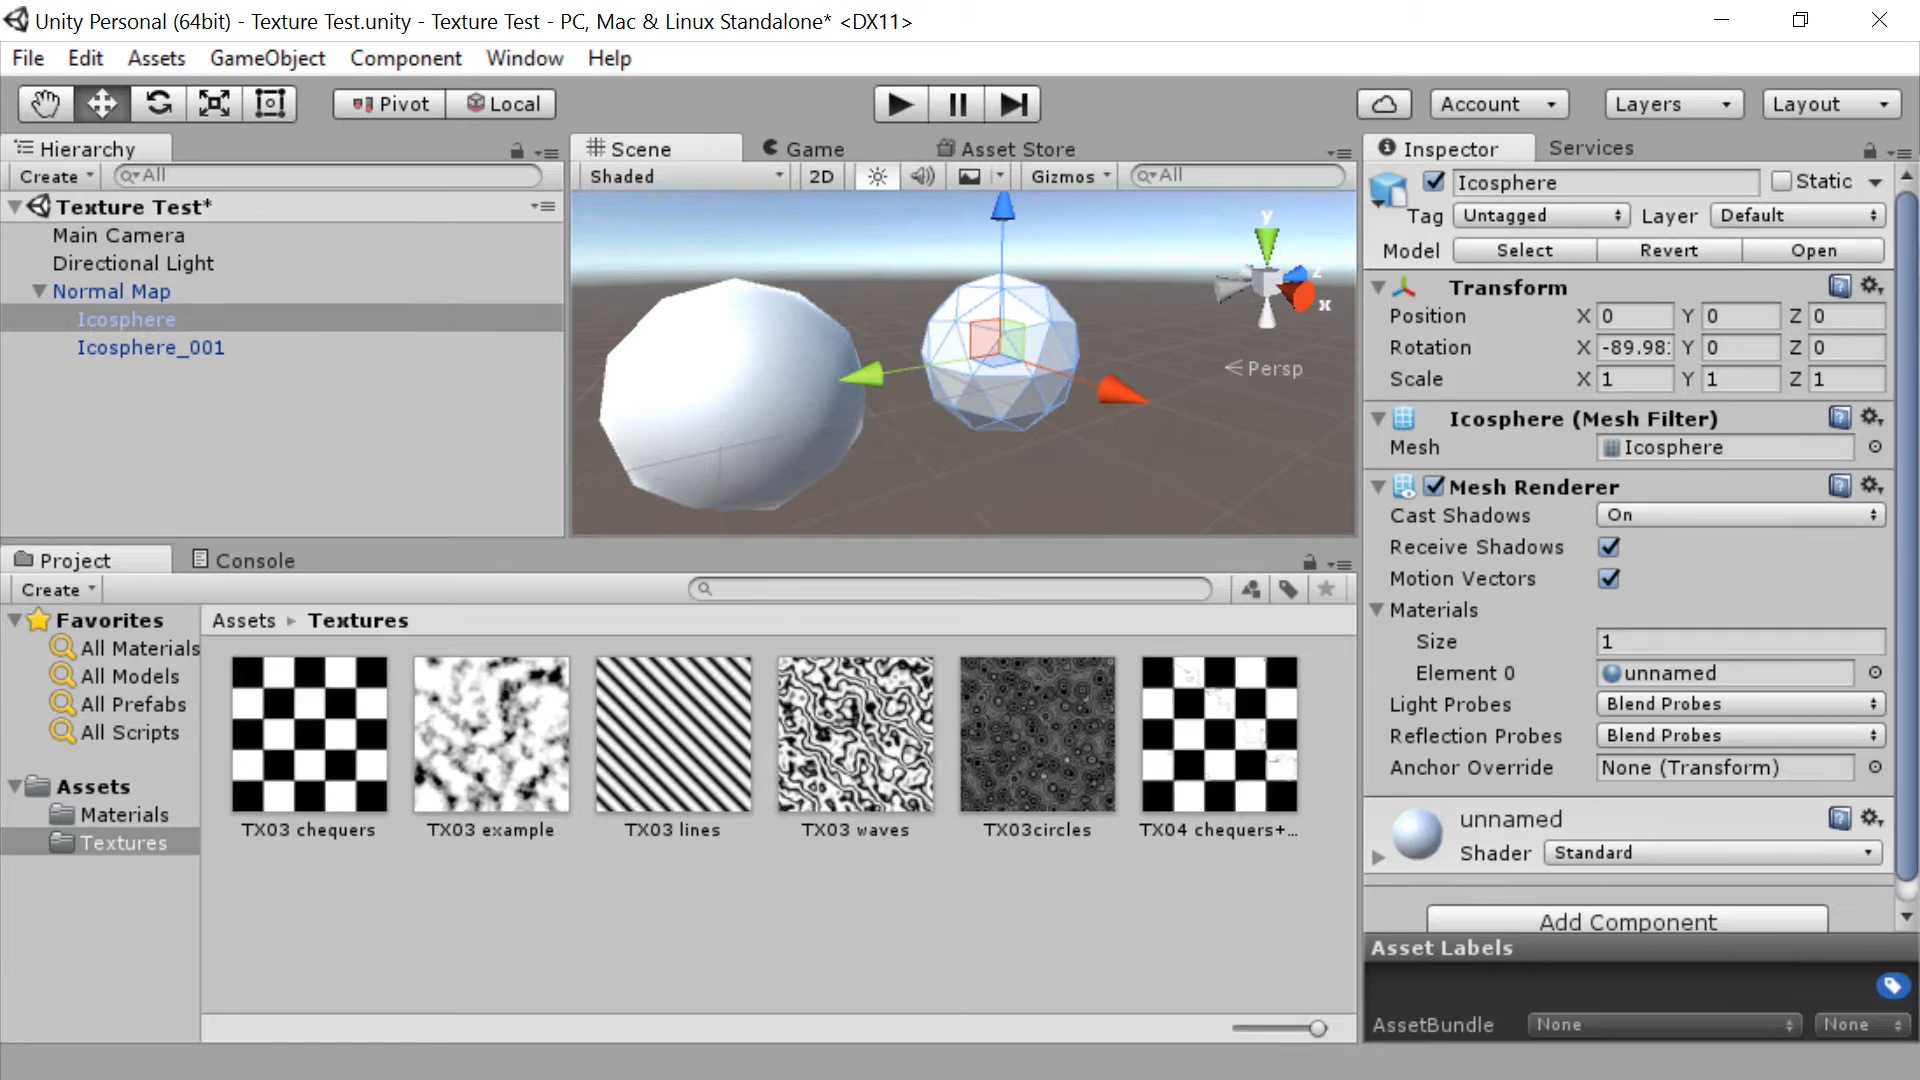 Unity Personal (64bit) - Texture Test.unity - Texture Test - PC, Mac & Linux Standalone* <DX11>
File Edit Assets GameObject Component Window Help
Pivot Local Account Layers Layout
Hierarchy
Create All
Texture Test*
Main Camera
Directional Light
Normal Map
Icosphere
Icosphere_001
Scene Game Asset Store
Shaded 2D Gizmos All
y
z
x
Persp
Project Console
Create
Favorites
All Materials
All Models
All Prefabs
All Scripts
Assets
Materials
Textures
Assets Textures
TX03 chequers TX03 example TX03 lines TX03 waves TX03circles TX04 chequers+...
Inspector Services
Icosphere Static
Tag Untagged Layer Default
Model Select Revert Open
Transform
Position X 0 Y 0 Z 0
Rotation X -89.98: Y 0 Z 0
Scale X 1 Y 1 Z 1
Icosphere (Mesh Filter)
Mesh Icosphere
Mesh Renderer
Cast Shadows On
Receive Shadows
Motion Vectors
Materials
Size 1
Element 0 unnamed
Light Probes Blend Probes
Reflection Probes Blend Probes
Anchor Override None (Transform)
unnamed
Shader Standard
Add Component
Asset Labels
AssetBundle None None